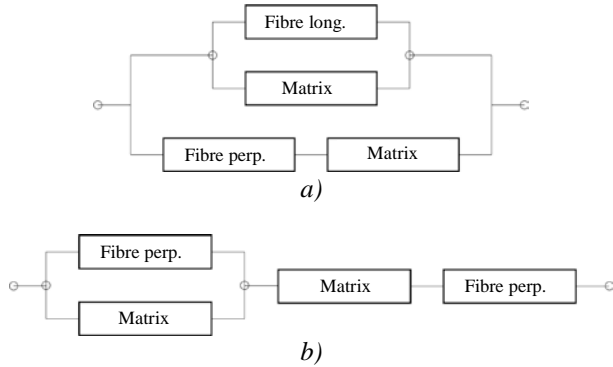 Fibre long.
Matrix
Fibre perp.
Matrix
a)
Fibre perp.
Matrix
Matrix
Fibre perp.
b)